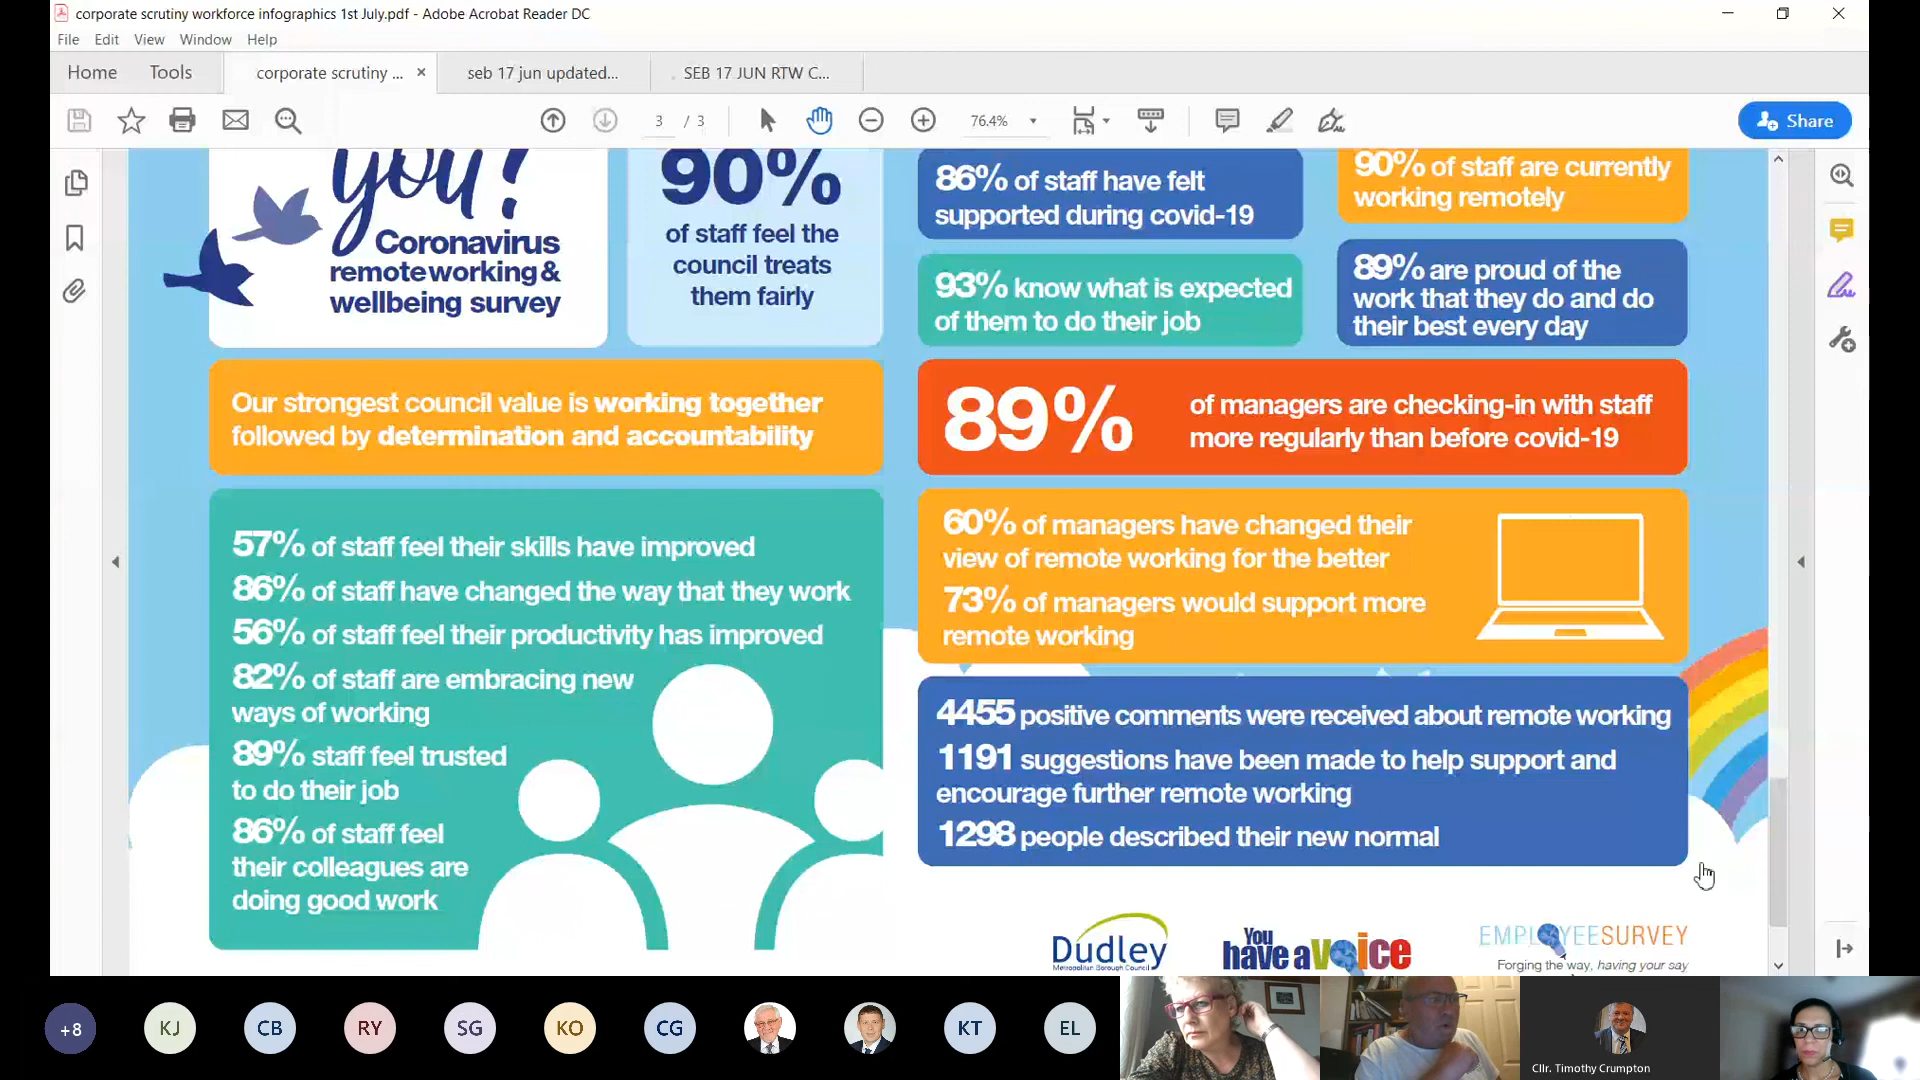 corporate scrutiny workforce infographics 1st July.pdf - Adobe Acrobat Reader DC
File Edit View Window Help
Home Tools corporate scrutiny ... × seb 17 jun updated... SEB 17 JUN RTW C...
3 / 3 76.4% Share
you?
Coronavirus
remote working &
wellbeing survey
90%
of staff feel the
council treats
them fairly
86% of staff have felt
supported during covid-19
90% of staff are currently
working remotely
93% know what is expected
of them to do their job
89% are proud of the
work that they do and do
their best every day
Our strongest council value is working together
followed by determination and accountability
89% of managers are checking-in with staff
more regularly than before covid-19
57% of staff feel their skills have improved
86% of staff have changed the way that they work
56% of staff feel their productivity has improved
82% of staff are embracing new
ways of working
89% staff feel trusted
to do their job
86% of staff feel
their colleagues are
doing good work
60% of managers have changed their
view of remote working for the better
73% of managers would support more
remote working
4455 positive comments were received about remote working
1191 suggestions have been made to help support and
encourage further remote working
1298 people described their new normal
Dudley
Metropolitan Borough Council
You
have a voice
EMPLOYEESURVEY
Forging the way, having your say
+8 KJ CB RY SG KO CG KT EL
Cllr. Timothy Crumpton